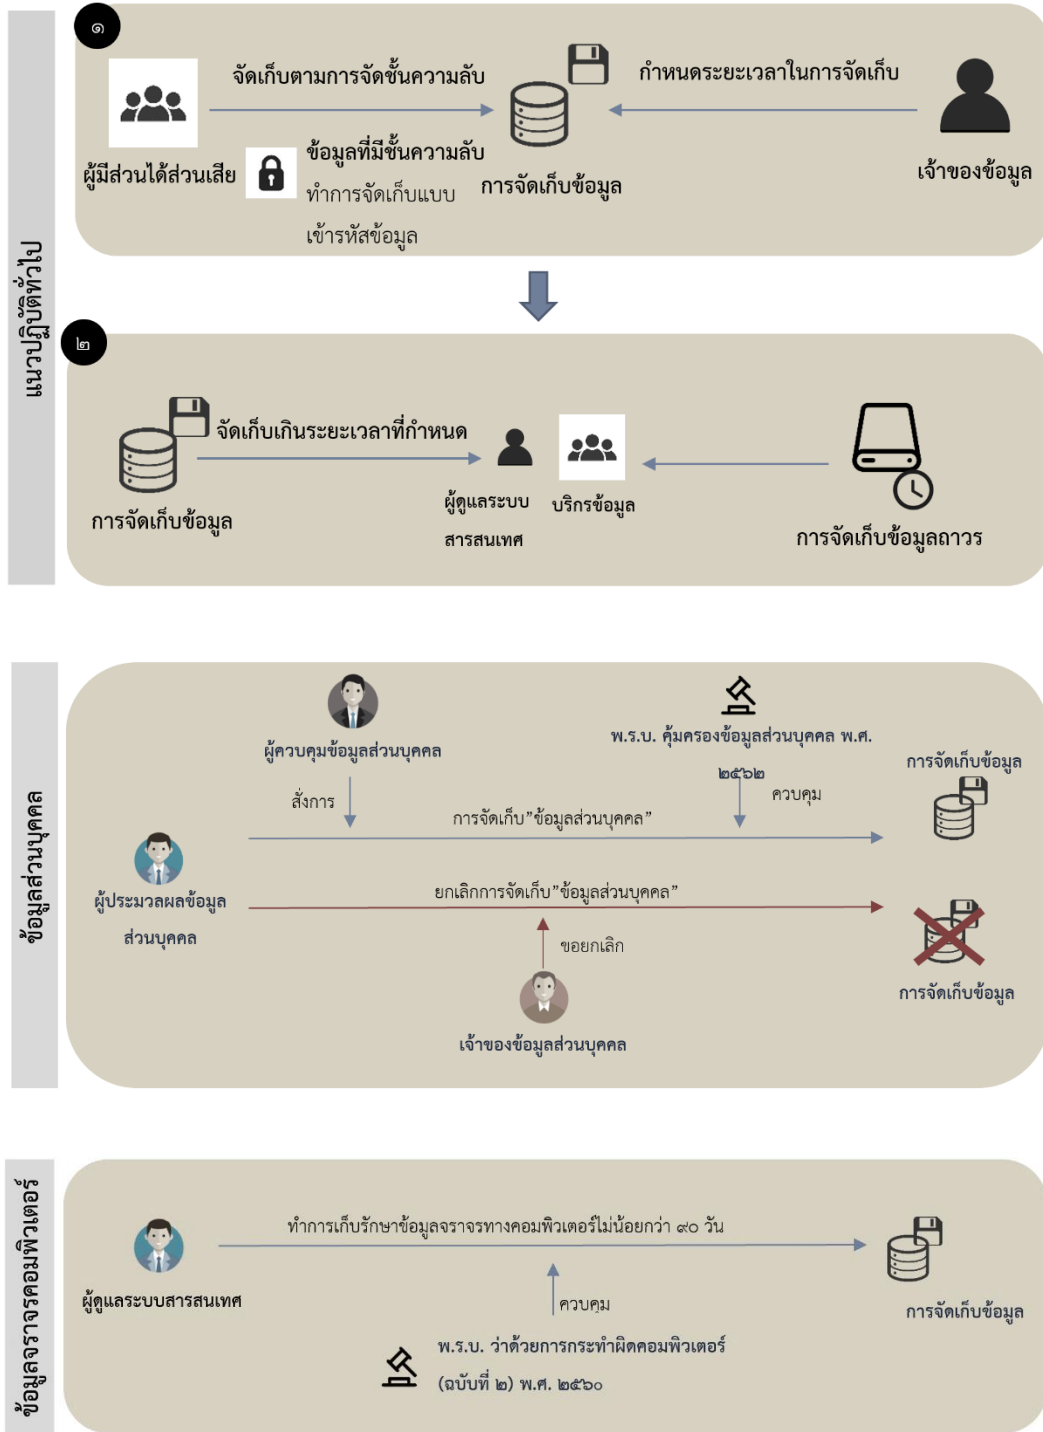 แนวปฏิบัติทั่วไป
๑
จัดเก็บตามการจัดชั้นความลับ
กำหนดระยะเวลาในการจัดเก็บ
ผู้มีส่วนได้ส่วนเสีย
ข้อมูลที่มีชั้นความลับ
ทำการจัดเก็บแบบ
เข้ารหัสข้อมูล
การจัดเก็บข้อมูล
เจ้าของข้อมูล
๒
จัดเก็บเกินระยะเวลาที่กำหนด
การจัดเก็บข้อมูล
ผู้ดูแลระบบ
สารสนเทศ
บริกรข้อมูล
การจัดเก็บข้อมูลถาวร
ข้อมูลส่วนบุคคล
ผู้ควบคุมข้อมูลส่วนบุคคล
พ.ร.บ. คุ้มครองข้อมูลส่วนบุคคล พ.ศ.
๒๕๖๒
การจัดเก็บข้อมูล
สั่งการ
ควบคุม
การจัดเก็บ"ข้อมูลส่วนบุคคล"
ผู้ประมวลผลข้อมูล
ส่วนบุคคล
ยกเลิกการจัดเก็บ"ข้อมูลส่วนบุคคล"
ขอยกเลิก
การจัดเก็บข้อมูล
เจ้าของข้อมูลส่วนบุคคล
ข้อมูลจราจรคอมพิวเตอร์
ทำการเก็บรักษาข้อมูลจราจรทางคอมพิวเตอร์ไม่น้อยกว่า ๙๐ วัน
ผู้ดูแลระบบสารสนเทศ
ควบคุม
การจัดเก็บข้อมูล
พ.ร.บ. ว่าด้วยการกระทำผิดคอมพิวเตอร์
(ฉบับที่ ๒) พ.ศ. ๒๕๖๐